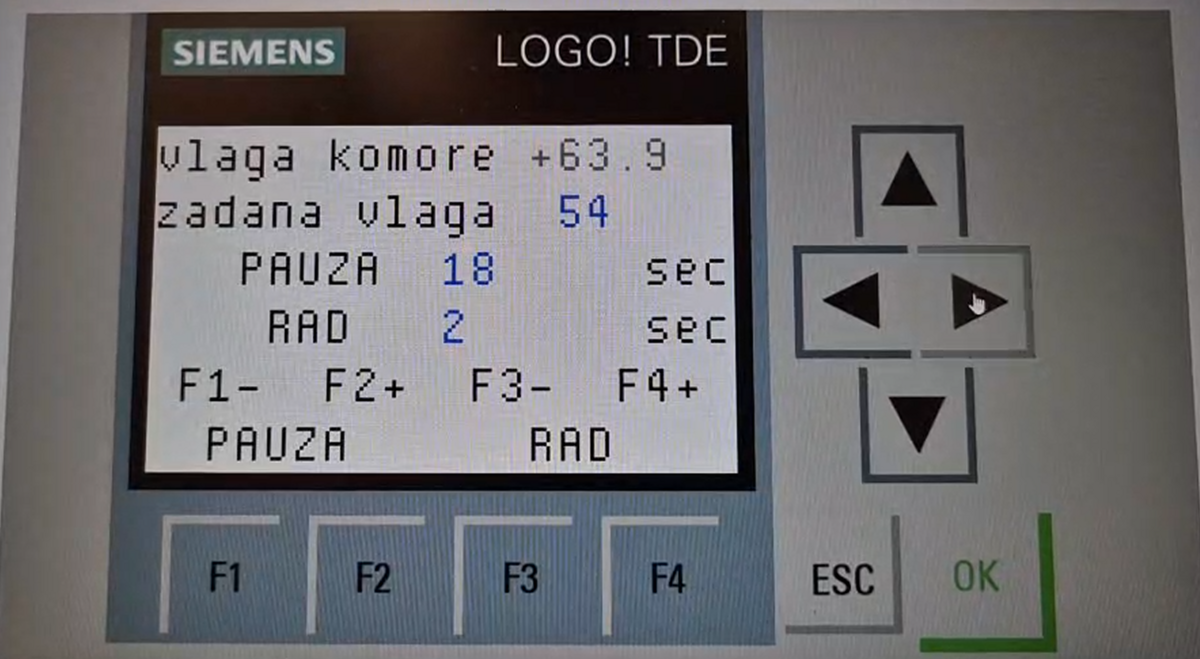 SIEMENS LOGO! TDE
vlaga komore +63.9
zadana vlaga 54
PAUZA 18 sec
RAD 2 sec
F1- F2+ F3- F4+
PAUZA RAD
F1 F2 F3 F4 ESC OK